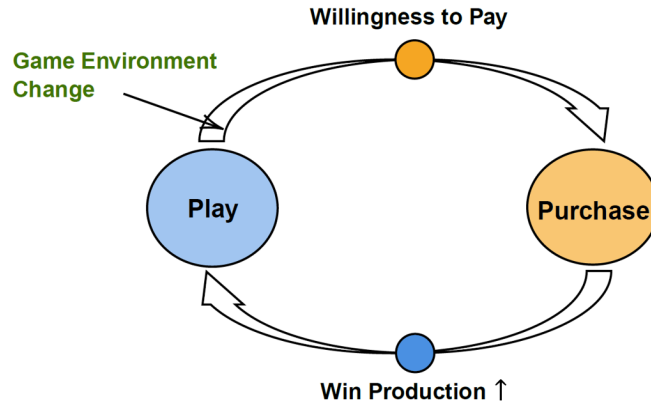 Willingness to Pay
Game Environment
Change
Play
Purchase
Win Production ↑